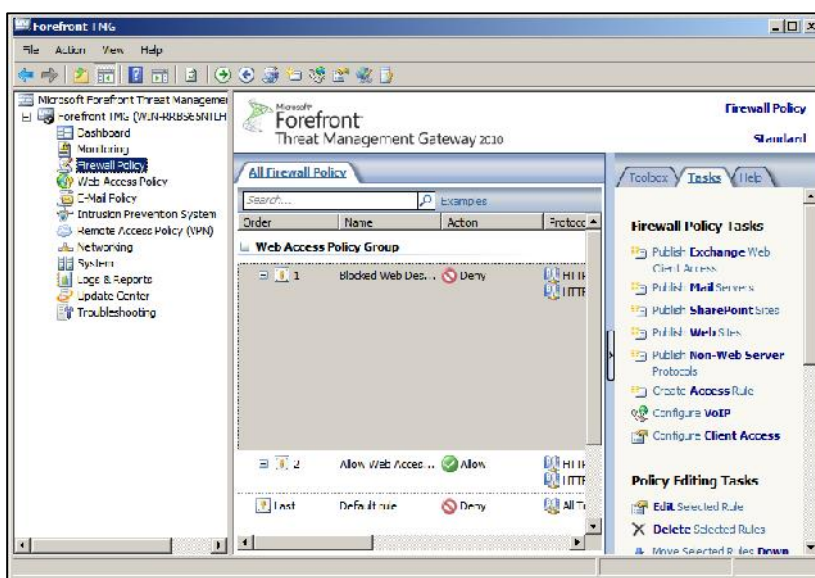 Forefront TMG
File Action View Help
Microsoft Forefront Threat Manageme
Forefront TMG
Dashboard
Monitoring
Firewall Policy
Web Access Policy
E-Mail Policy
Intrusion Prevention System
Remote Access Policy (VPN)
Networking
System
Logs & Reports
Update Center
Troubleshooting
Microsoft
Forefront
Threat Management Gateway 2010
Firewall Policy
Standard
All Firewall Policy
Search... Examples
Order Name Action Protoco
Web Access Policy Group
1 Blocked Web Des... Deny HTTP
HTTP
2 Allow Web Acces... Allow HTTP
HTTP
Last Default rule Deny All T
Toolbox Tasks Help
Firewall Policy Tasks
Publish Exchange Web
Client Access
Publish Mail Servers
Publish SharePoint Sites
Publish Web Sites
Publish Non-Web Server
Protocols
Create Access Rule
Configure VoIP
Configure Client Access
Policy Editing Tasks
Edit Selected Rule
Delete Selected Rules
Move Selected Rules Down